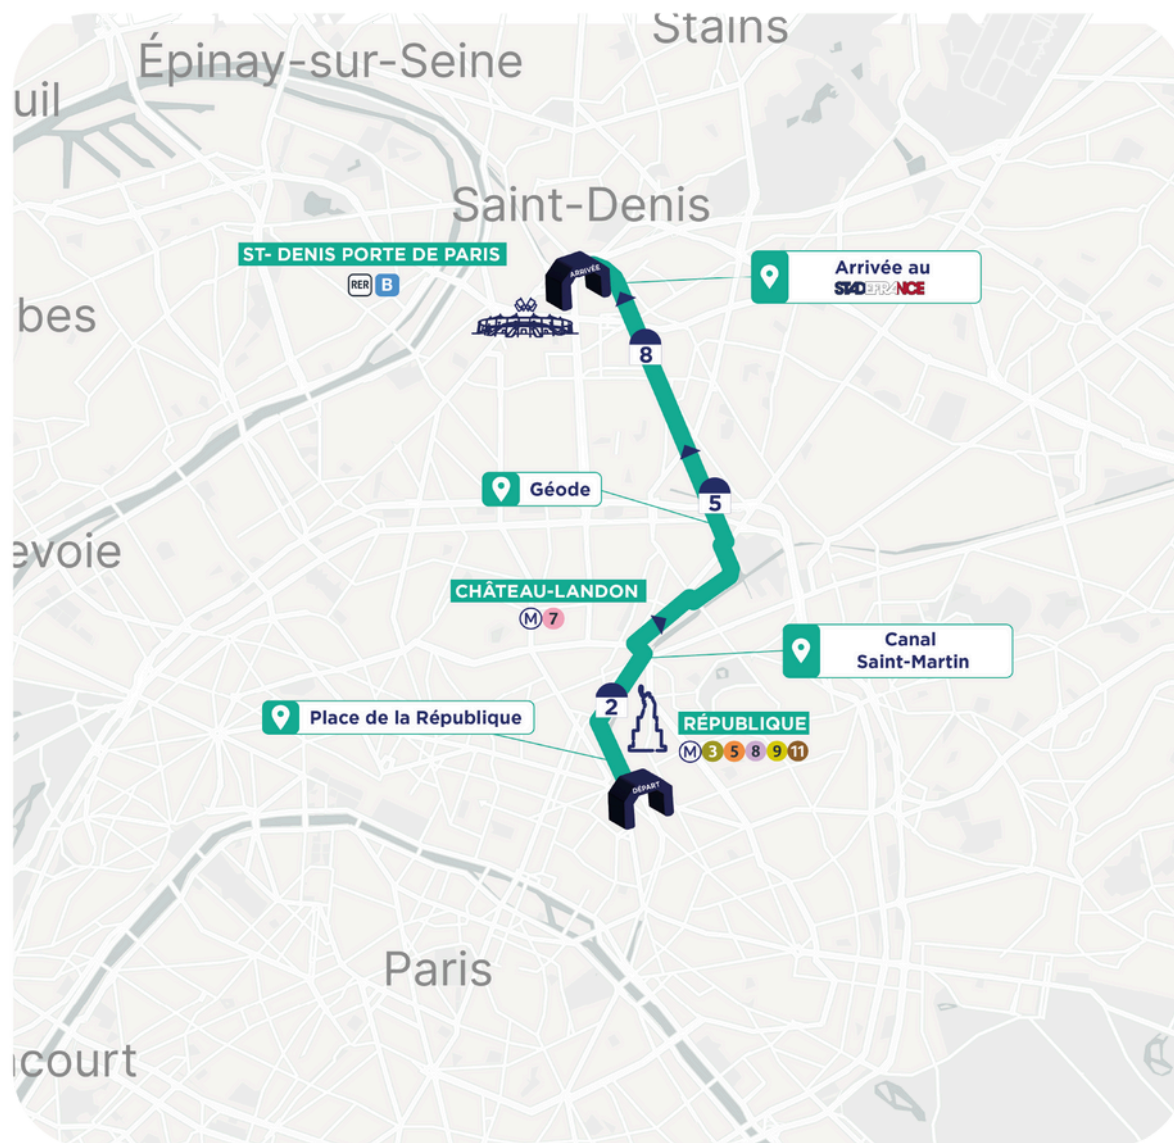 Stains
Épinay-sur-Seine
uil
Saint-Denis
ST- DENIS PORTE DE PARIS
RER B
ARRIVÉE
Arrivée au
STADEFRANCE
bes
8
Géode
5
evoie
CHÂTEAU-LANDON
M 7
Canal
Saint-Martin
2
Place de la République
RÉPUBLIQUE
M 3 5 8 9 11
DÉPART
Paris
court